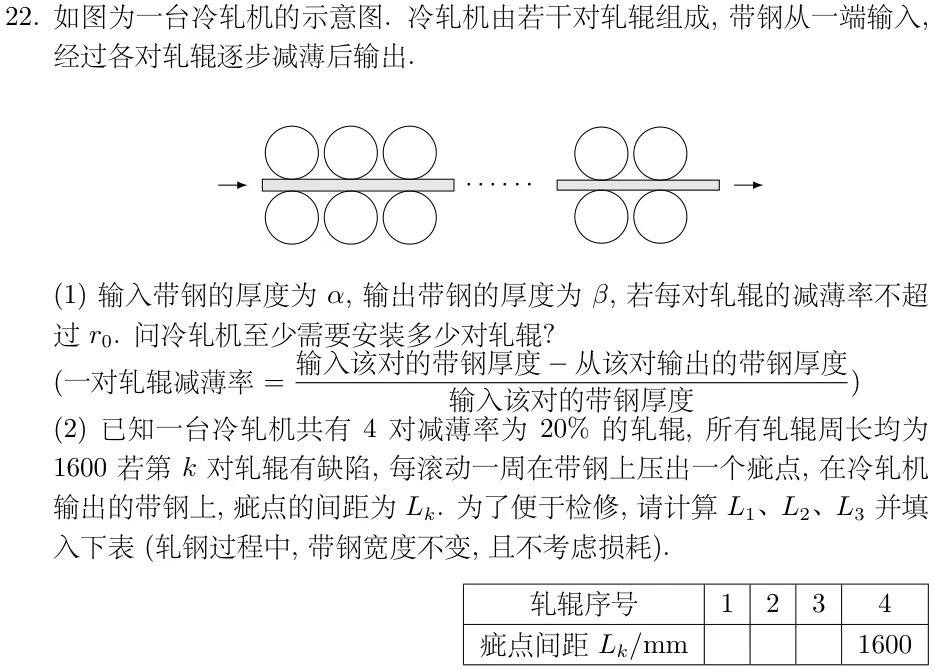 22. 如图为一台冷轧机的示意图. 冷轧机由若干对轧辊组成, 带钢从一端输入,
经过各对轧辊逐步减薄后输出.
······
(1) 输入带钢的厚度为 α, 输出带钢的厚度为 β, 若每对轧辊的减薄率不超
过 r₀. 问冷轧机至少需要安装多少对轧辊?
(一对轧辊减薄率 = 输入该对的带钢厚度 − 从该对输出的带钢厚度 / 输入该对的带钢厚度)
(2) 已知一台冷轧机共有 4 对减薄率为 20% 的轧辊, 所有轧辊周长均为
1600 若第 k 对轧辊有缺陷, 每滚动一周在带钢上压出一个疵点, 在冷轧机
输出的带钢上, 疵点的间距为 Lₖ. 为了便于检修, 请计算 L₁、L₂、L₃ 并填
入下表 (轧钢过程中, 带钢宽度不变, 且不考虑损耗).
轧辊序号 1 2 3 4
疵点间距 Lₖ/mm 1600